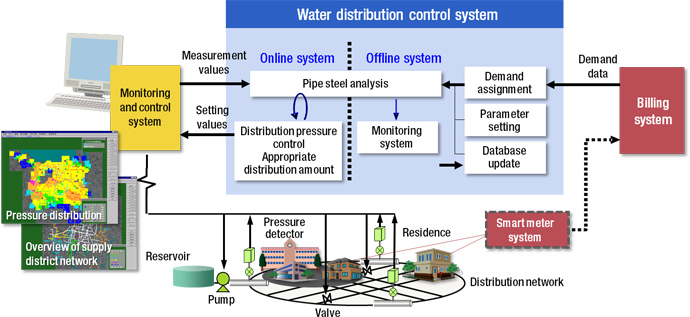 Water distribution control system
Measurement
values
Online system
Offline system
Demand
data
Pipe steel analysis
Demand
assignment
Monitoring
and control
system
Billing
system
Setting
values
Distribution pressure
control
Appropriate
distribution amount
Monitoring
system
Parameter
setting
Database
update
Pressure distribution
Overview of supply
district network
Pressure
detector
Residence
Smart meter
system
Reservoir
Pump
Valve
Distribution network